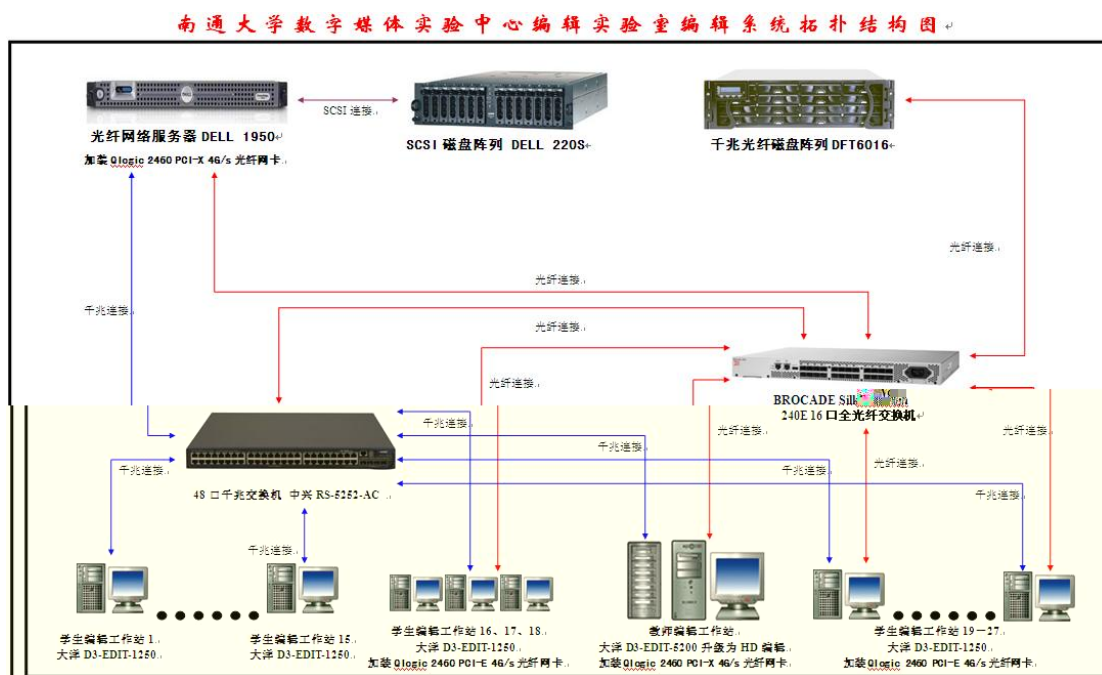 南通大学数字媒体实验中心编辑实验室编辑系统拓扑结构图
SCSI 连接
光纤网络服务器 DELL 1950
加装 Qlogic 2460 PCI-X 4G/s 光纤网卡
SCSI 磁盘阵列 DELL 220S
千兆光纤磁盘阵列 DFT6016
光纤连接
光纤连接
千兆连接
光纤连接
光纤连接
BROCADE Sil
240E 16 口全光纤交换机
千兆连接
光纤连接
光纤连接
千兆连接
千兆连接
千兆连接
光纤连接
千兆连接
48 口千兆交换机 中兴 RS-5252-AC
千兆连接
学生编辑工作站 1
大洋 D3-EDIT-1250
学生编辑工作站 15
大洋 D3-EDIT-1250
学生编辑工作站 16、17、18
大洋 D3-EDIT-1250
加装 Qlogic 2460 PCI-E 4G/s 光纤网卡
教师编辑工作站
大洋 D3-EDIT-5200 升级为 HD 编辑
加装 Qlogic 2460 PCI-X 4G/s 光纤网卡
学生编辑工作站 19－27
大洋 D3-EDIT-1250
加装 Qlogic 2460 PCI-E 4G/s 光纤网卡